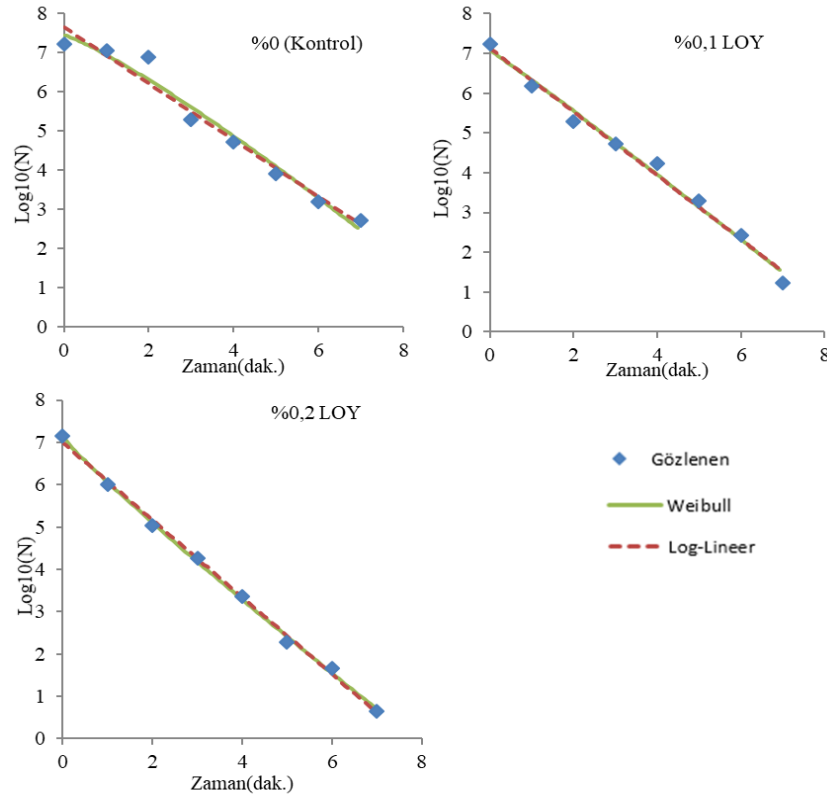 %0 (Kontrol)
8
7
6
5
4
3
2
1
0
Log10(N)
0 2 4 6 8
Zaman(dak.)
%0,1 LOY
8
7
6
5
4
3
2
1
0
Log10(N)
0 2 4 6 8
Zaman(dak.)
%0,2 LOY
8
7
6
5
4
3
2
1
0
Log10(N)
0 2 4 6 8
Zaman(dak.)
Gözlenen
Weibull
Log-Lineer